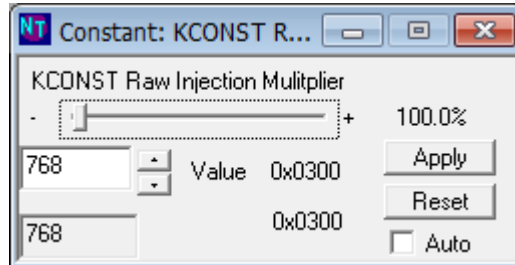 NT Constant: KCONST R...
KCONST Raw Injection Mulitplier
- + 100.0%
768 Value 0x0300 Apply
768 0x0300 Reset
Auto